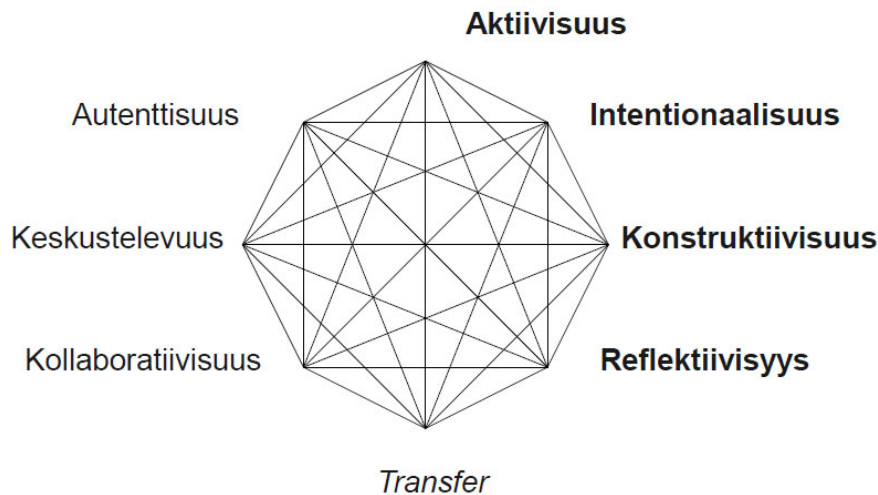 Aktiivisuus
Autenttisuus
Intentionaalisuus
Keskustelevuus
Konstruktiivisuus
Kollaboratiivisuus
Reflektiivisyys
Transfer